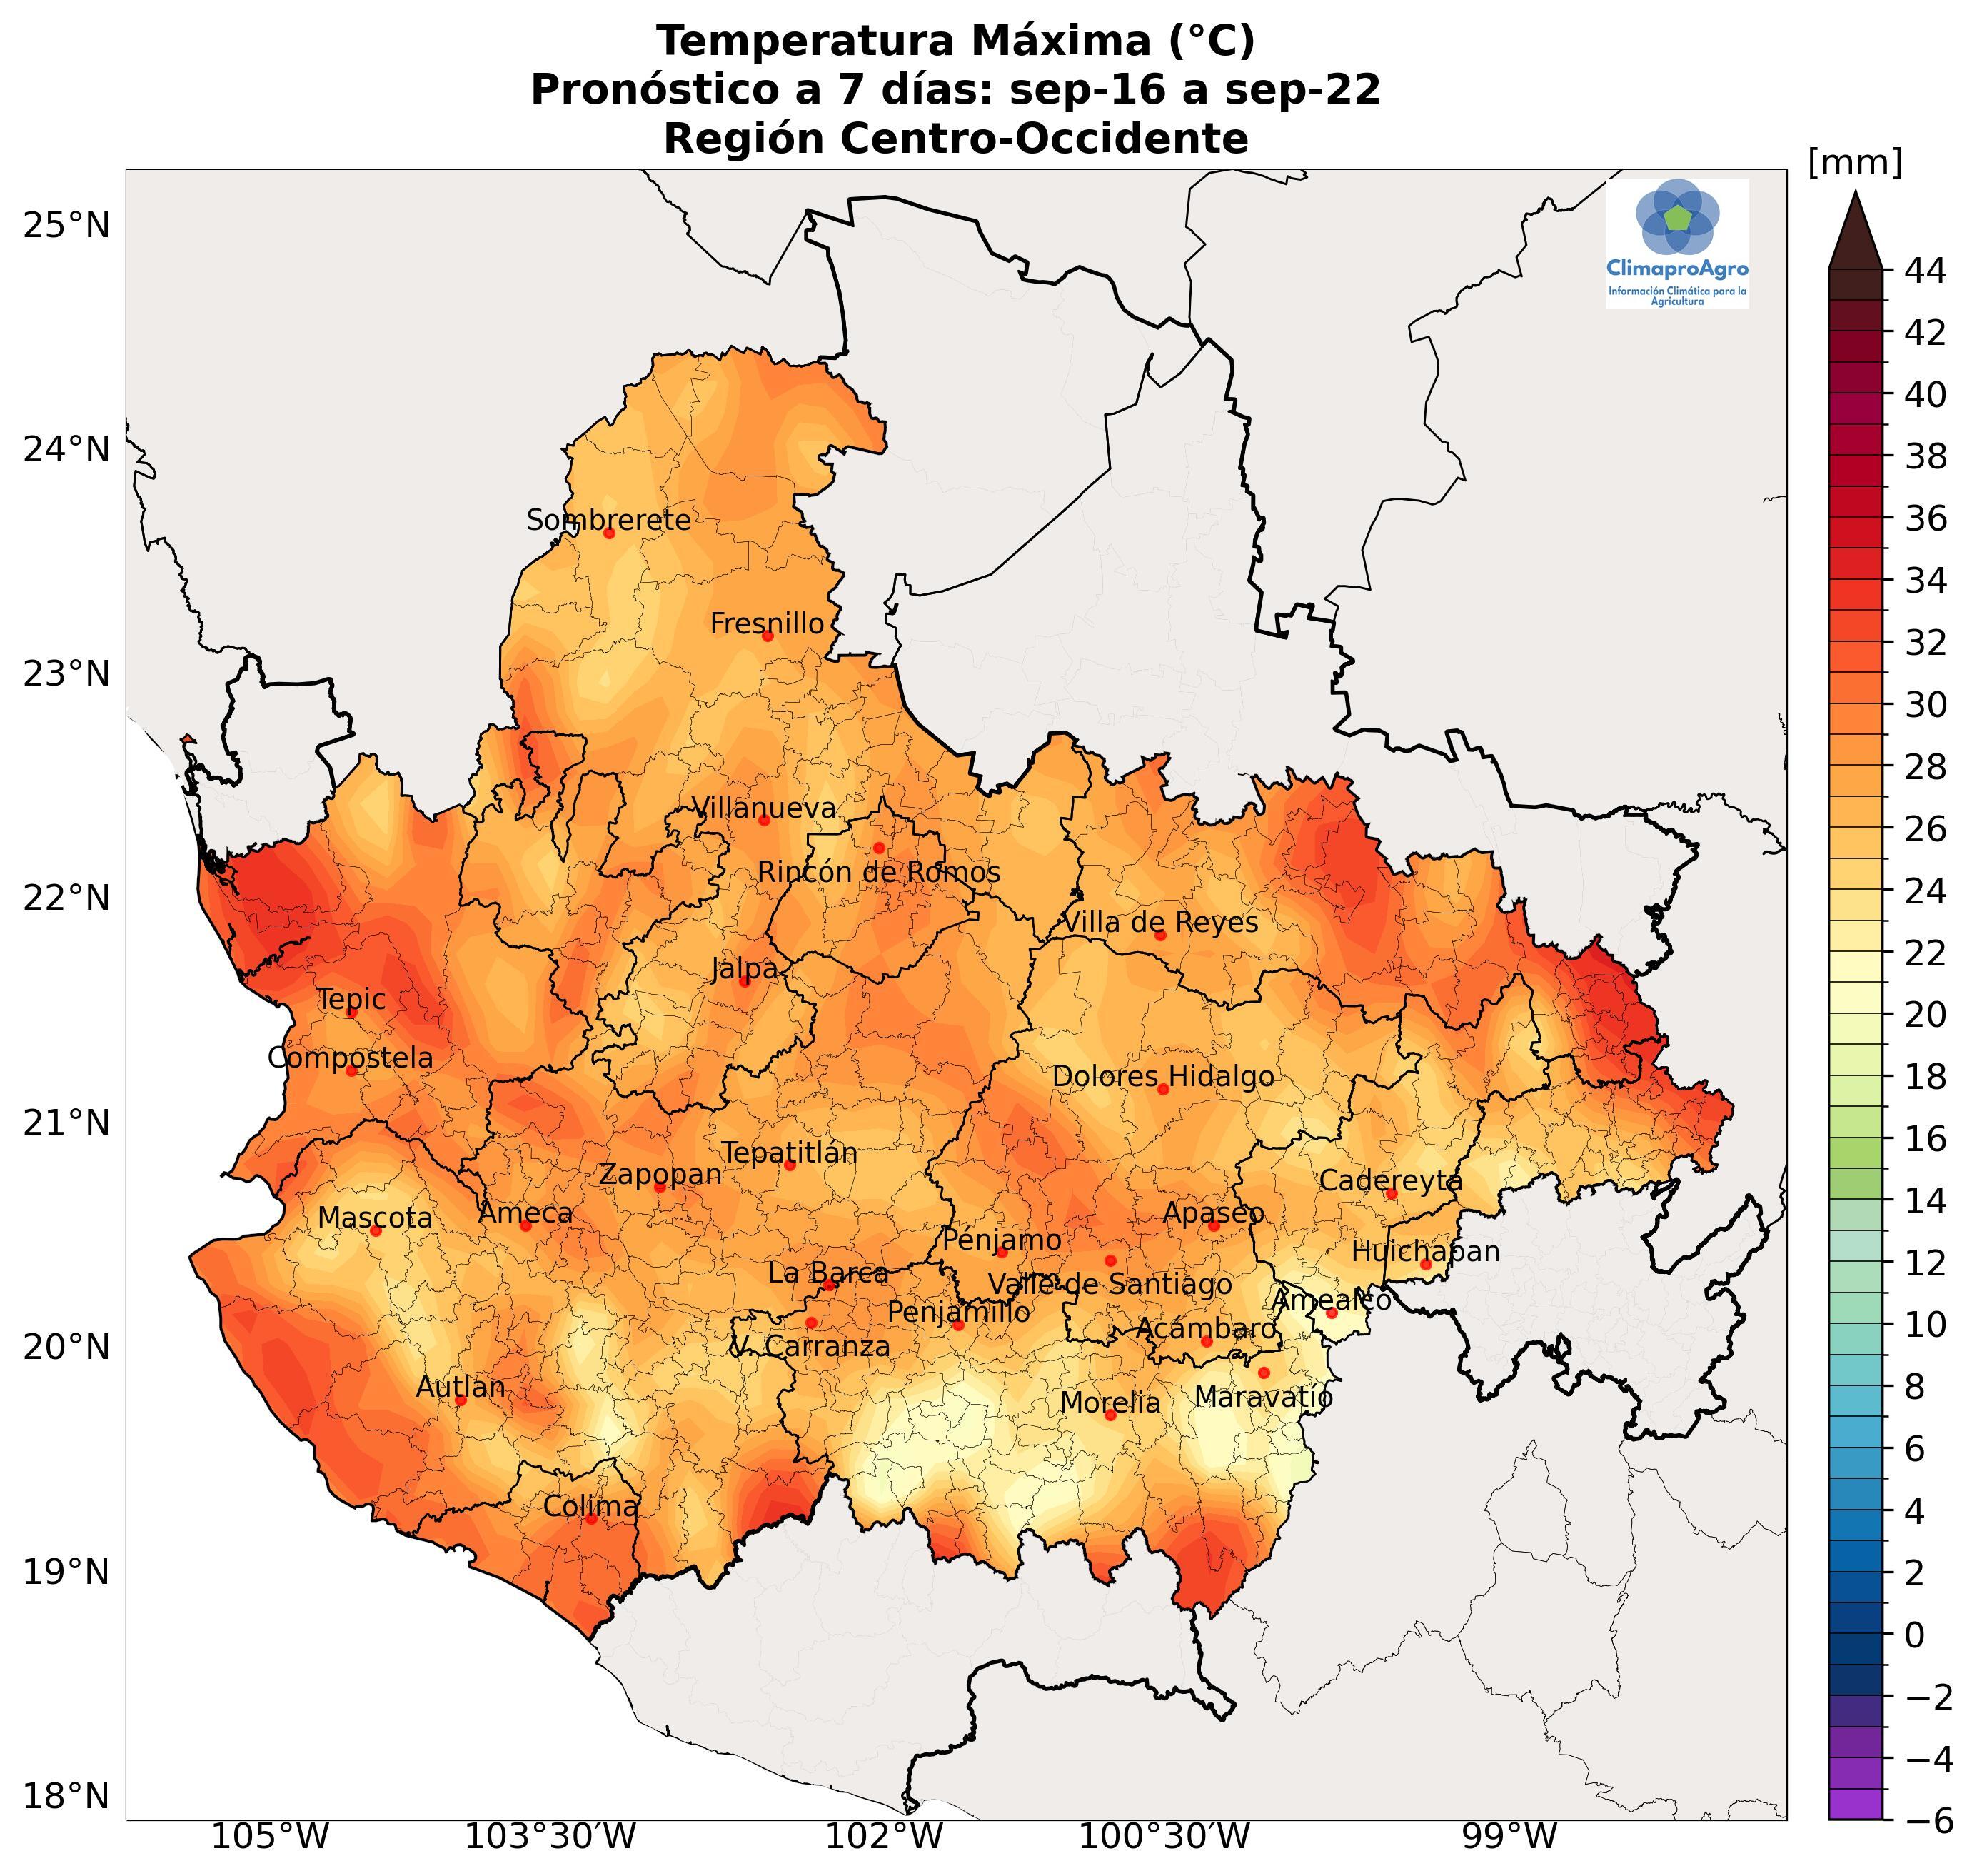 Temperatura Máxima (°C)
Pronóstico a 7 días: sep-16 a sep-22
Región Centro-Occidente
[mm]
ClimaproAgro
Información Climática para la
Agricultura
25°N
24°N
23°N
22°N
21°N
20°N
19°N
18°N
105°W
103°30′W
102°W
100°30′W
99°W
44
42
40
38
36
34
32
30
28
26
24
22
20
18
16
14
12
10
8
6
4
2
0
−2
−4
−6
Sombrerete
Fresnillo
Villanueva
Rincón de Romos
Villa de Reyes
Jalpa
Tepic
Compostela
Dolores Hidalgo
Tepatitlán
Zapopan
Cadereyta
Mascota
Ameca
Apaseo
Pénjamo
Huichapan
La Barca
Valle de Santiago
Amealco
Penjamillo
Acámbaro
V. Carranza
Autlan
Morelia
Maravatío
Colima